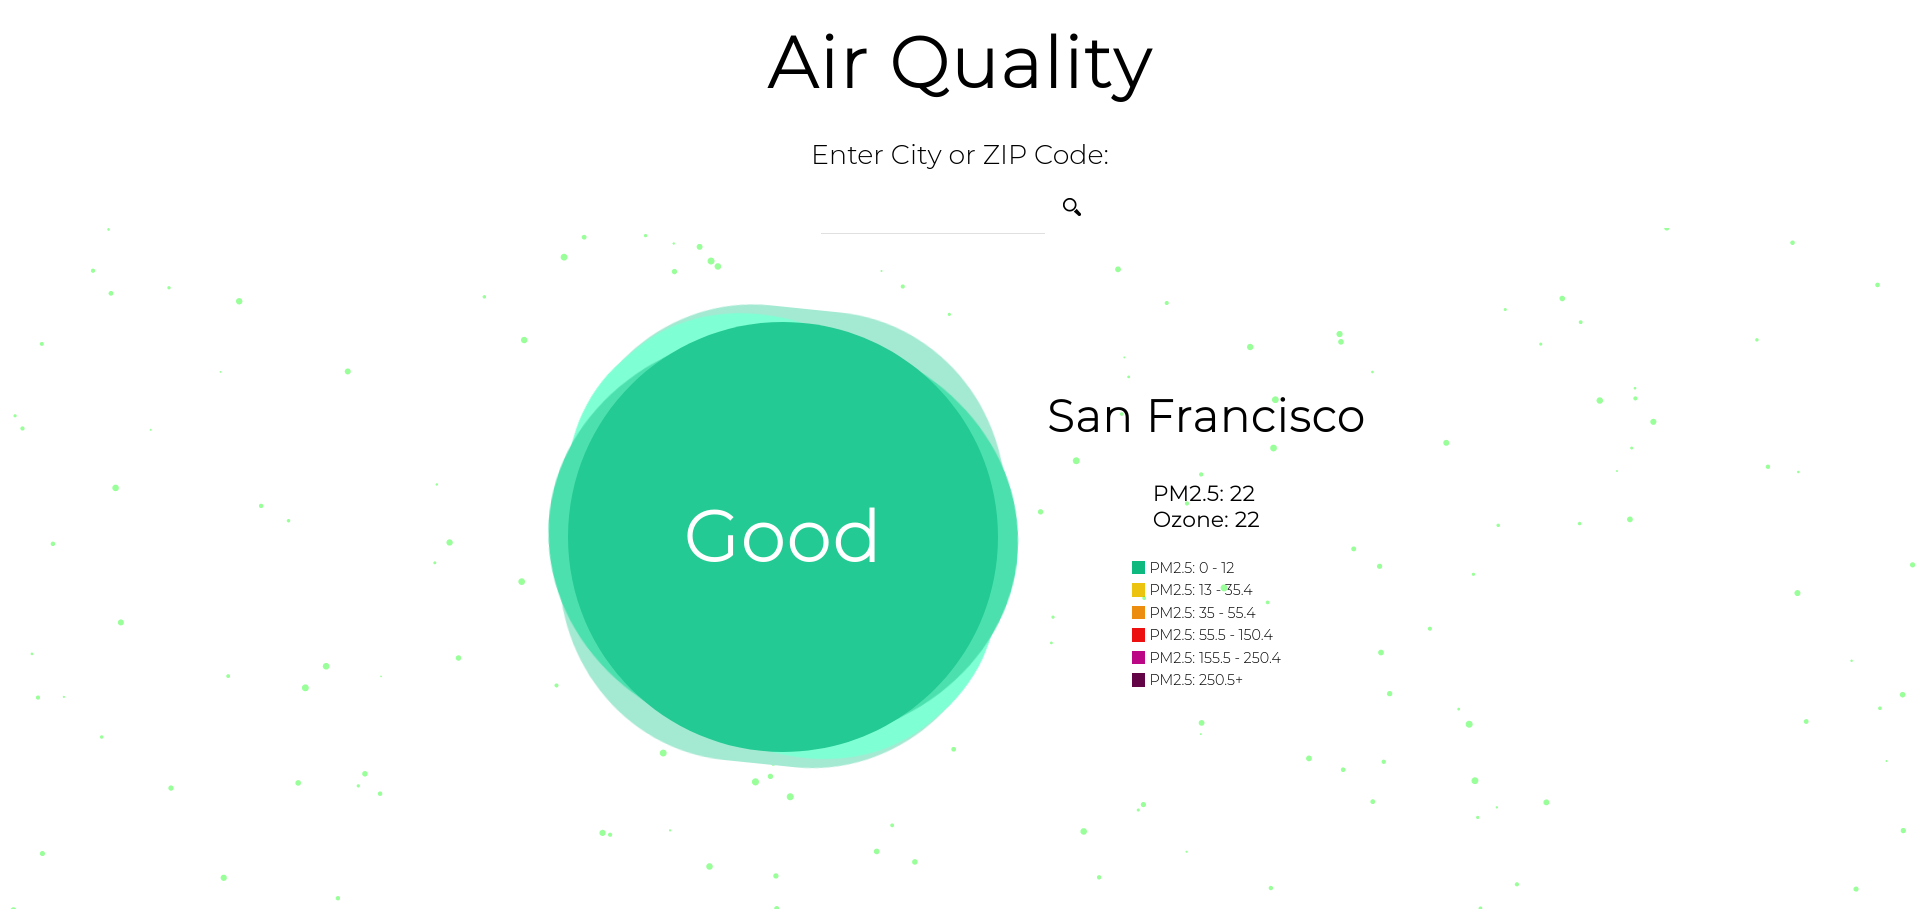 Air Quality
Enter City or ZIP Code:
Good
San Francisco
PM2.5: 22
Ozone: 22
PM2.5: 0 - 12
PM2.5: 13 - 35.4
PM2.5: 35 - 55.4
PM2.5: 55.5 - 150.4
PM2.5: 155.5 - 250.4
PM2.5: 250.5+